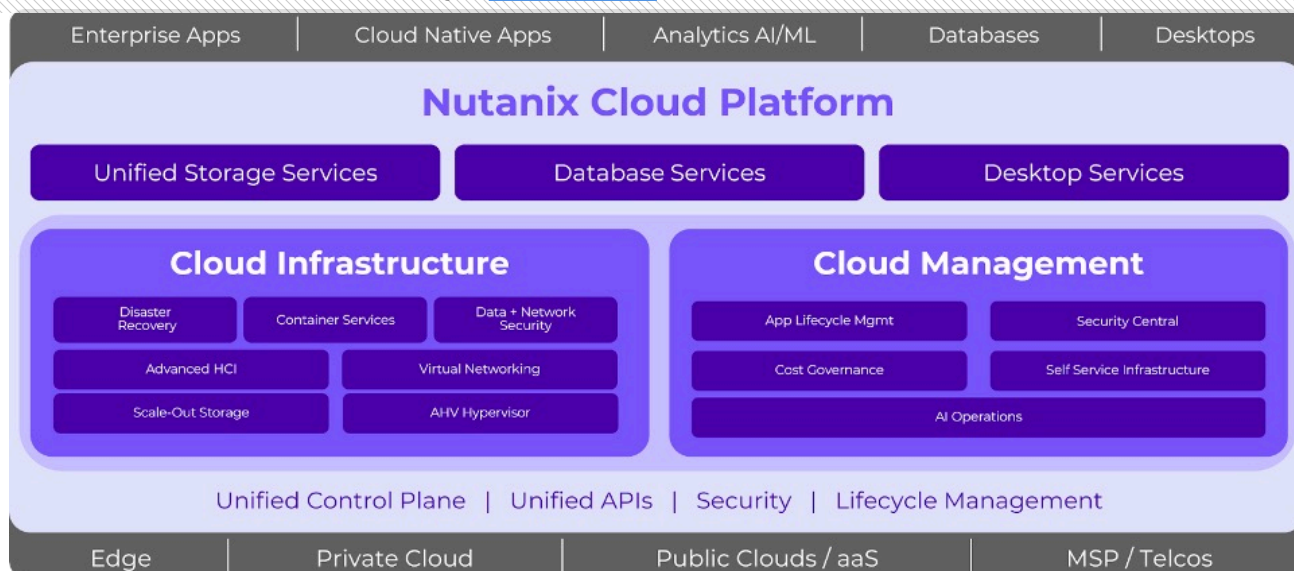 Enterprise Apps | Cloud Native Apps | Analytics AI/ML | Databases | Desktops
Nutanix Cloud Platform
Unified Storage Services
Database Services
Desktop Services
Cloud Infrastructure
Disaster
Recovery
Container Services
Data + Network
Security
Advanced HCI
Virtual Networking
Scale-Out Storage
AHV Hypervisor
Cloud Management
App Lifecycle Mgmt
Security Central
Cost Governance
Self Service Infrastructure
AI Operations
Unified Control Plane | Unified APIs | Security | Lifecycle Management
Edge | Private Cloud | Public Clouds / aaS | MSP / Telcos